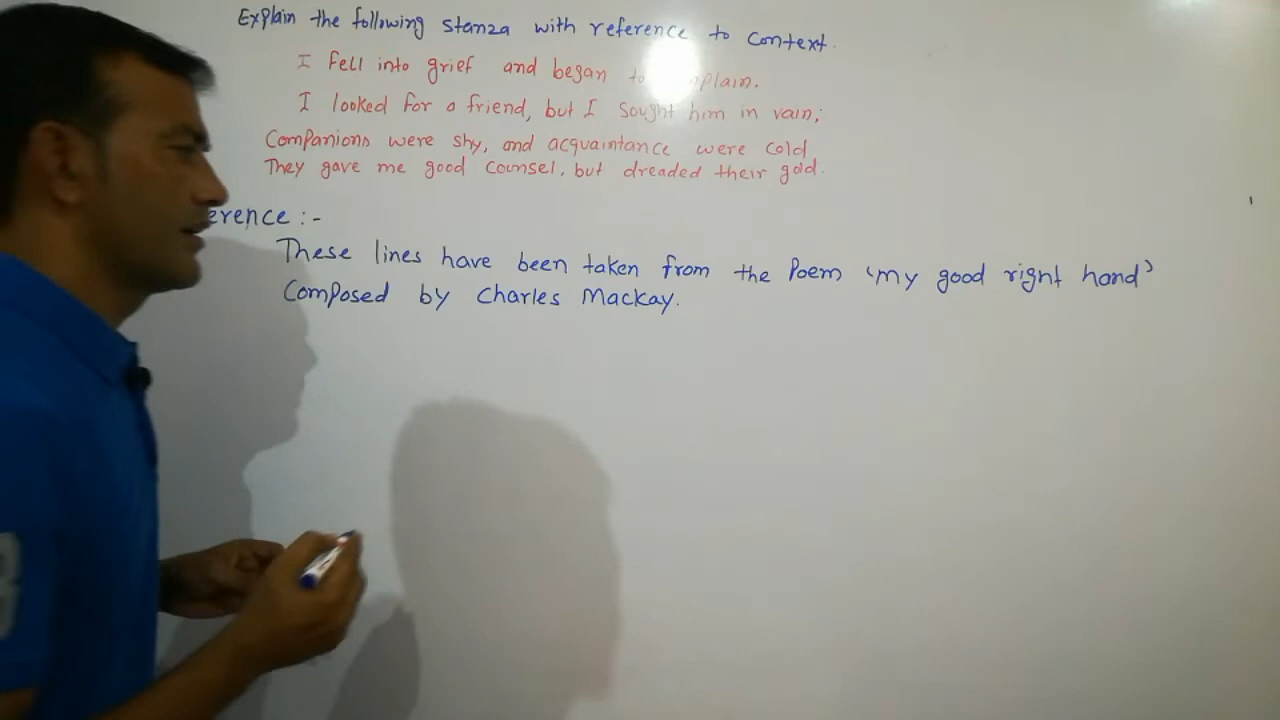 Explain the following stanza with reference to context.
I fell into grief and began to plain.
I looked for a friend, but I sought him in vain;
Companions were shy, and acquaintance were cold
They gave me good counsel, but dreaded their gold.
erence :-
These lines have been taken from the Poem 'my good right hand'
Composed by Charles Mackay.